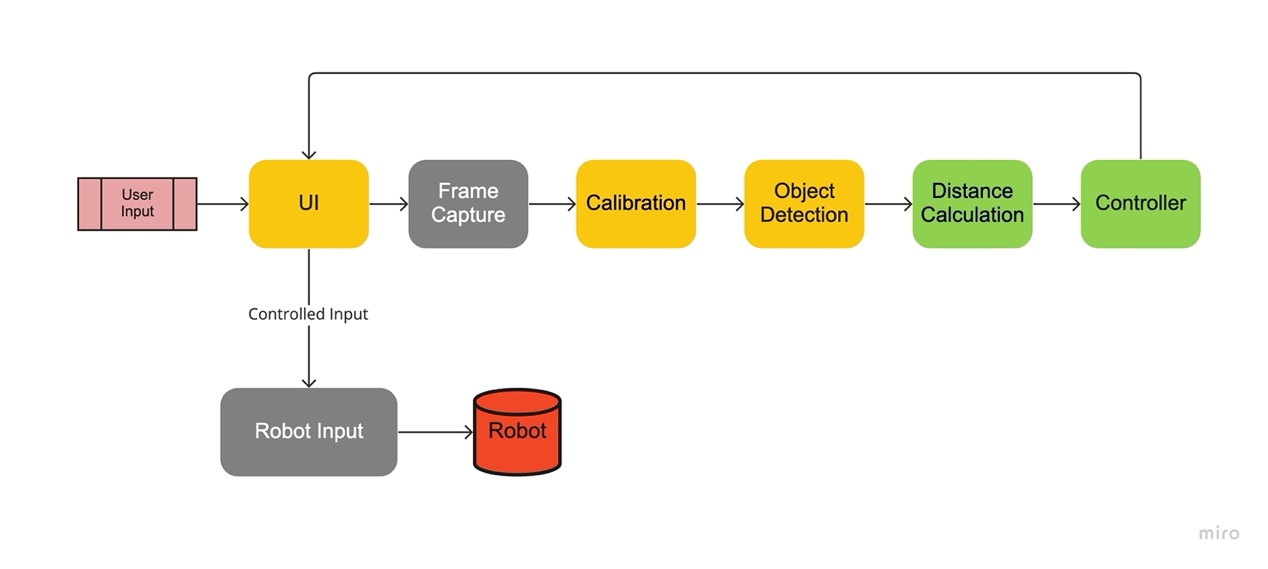 User
Input
UI
Frame
Capture
Calibration
Object
Detection
Distance
Calculation
Controller
Controlled Input
Robot Input
Robot
miro